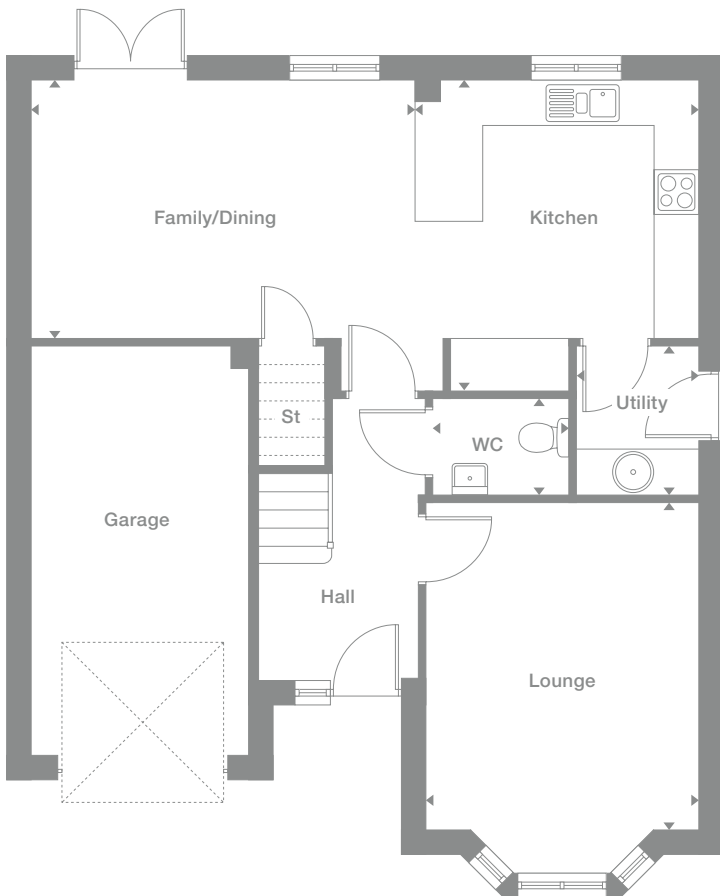 Family/Dining
Kitchen
St
Utility
WC
Garage
Hall
Lounge